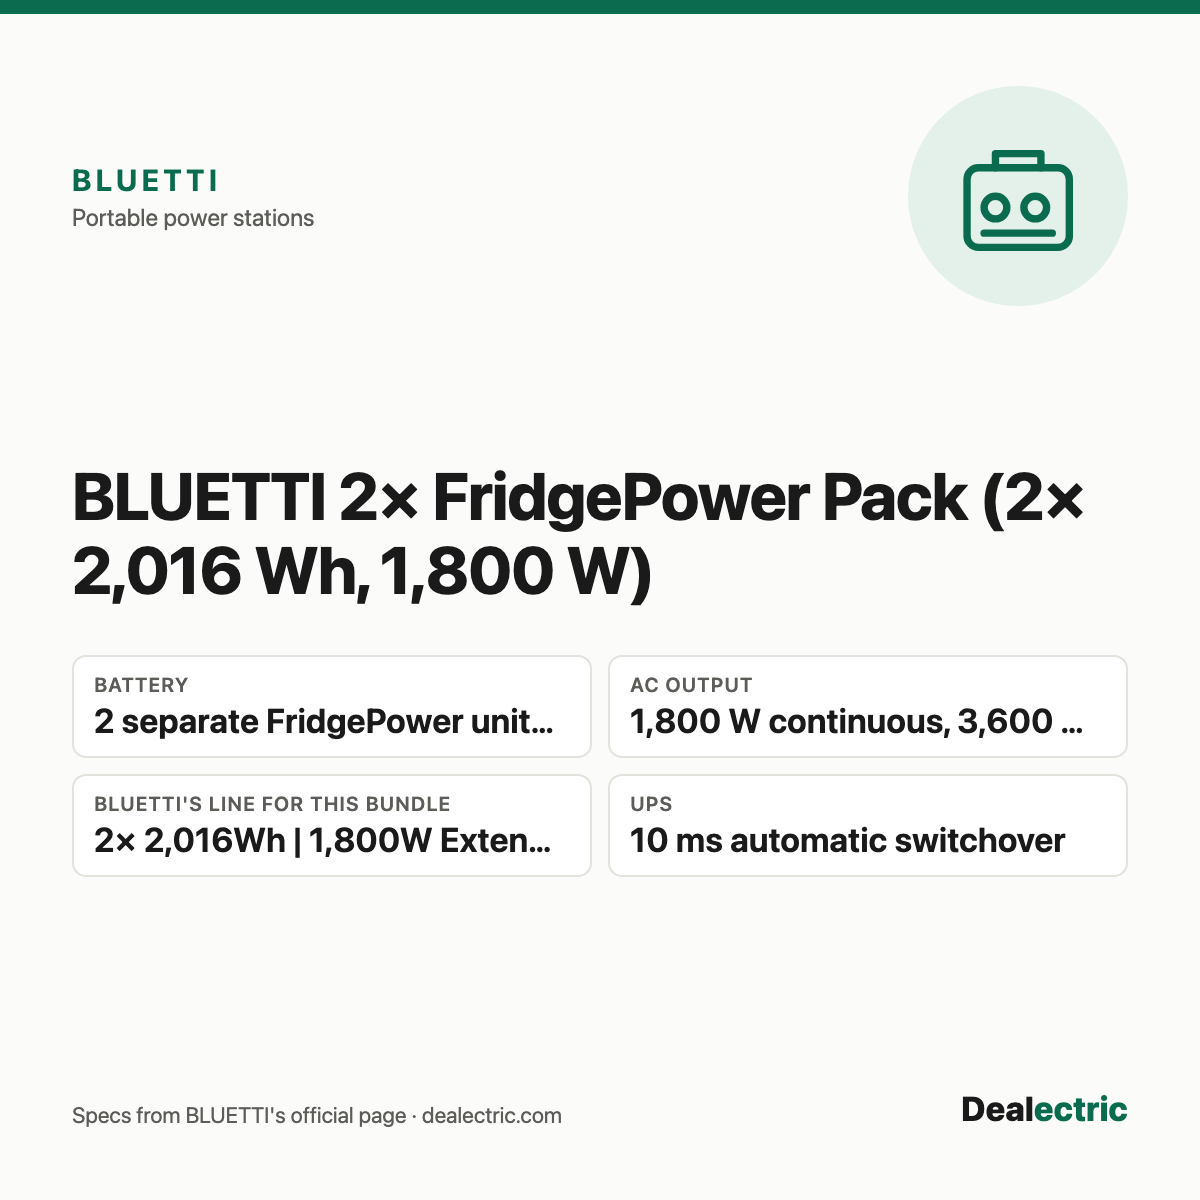 BLUETTI
Portable power stations
BLUETTI 2× FridgePower Pack (2×
2,016 Wh, 1,800 W)
BATTERY
2 separate FridgePower unit...
AC OUTPUT
1,800 W continuous, 3,600 ...
BLUETTI'S LINE FOR THIS BUNDLE
2× 2,016Wh | 1,800W Exten...
UPS
10 ms automatic switchover
Specs from BLUETTI's official page · dealectric.com
Dealectric